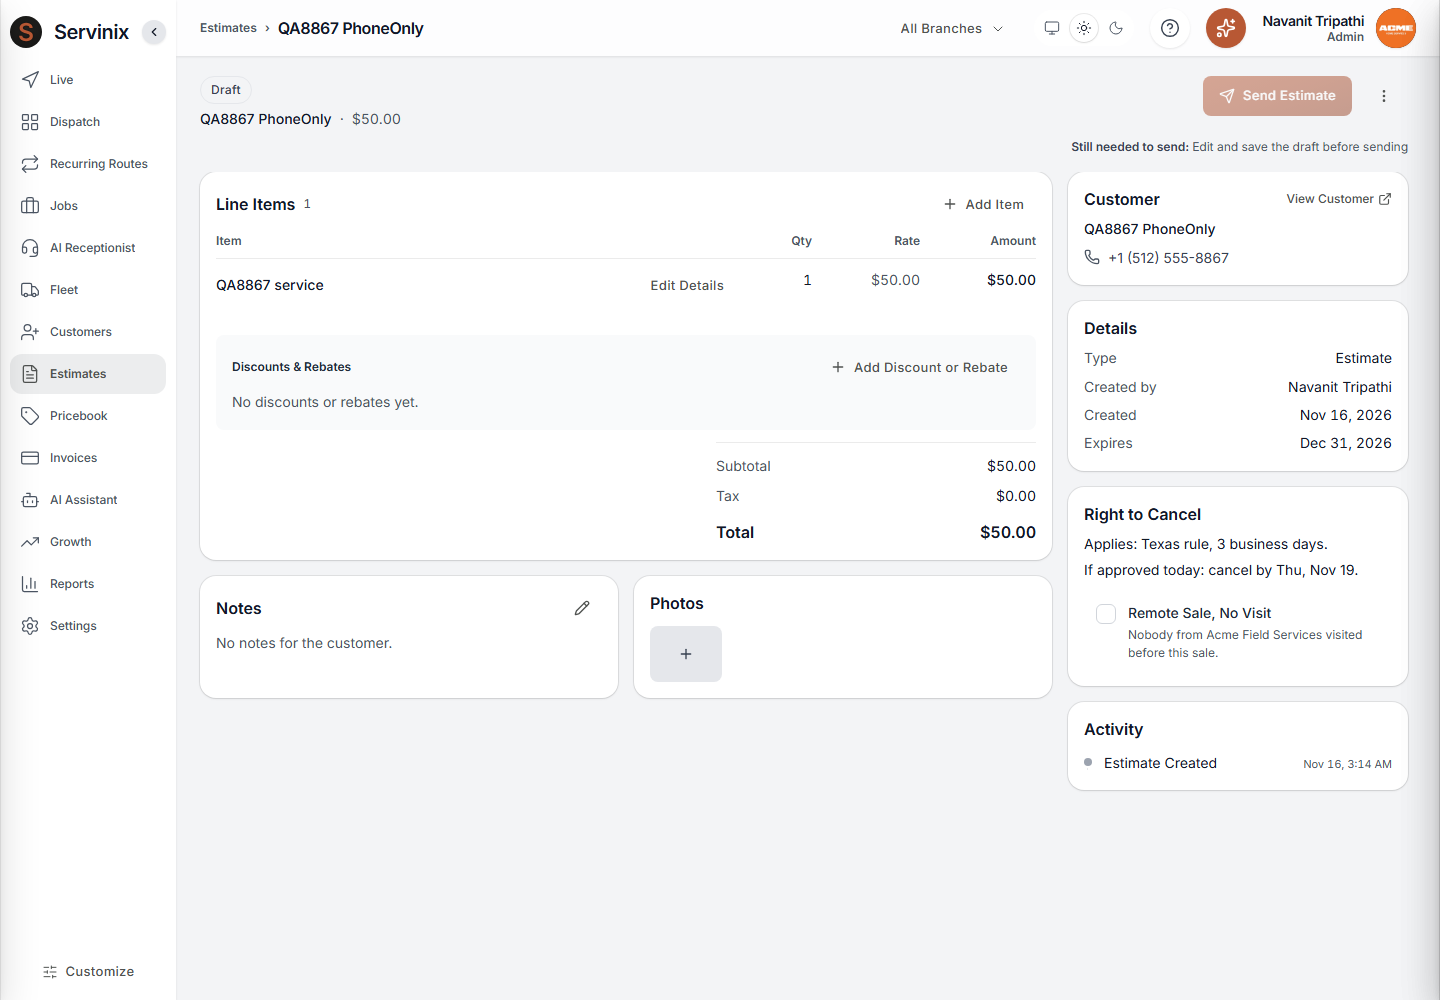 S Servinix
Live
Dispatch
Recurring Routes
Jobs
AI Receptionist
Fleet
Customers
Estimates
Pricebook
Invoices
AI Assistant
Growth
Reports
Settings
Customize
Estimates › QA8867 PhoneOnly
All Branches
Navanit Tripathi
Admin
ACME
Draft
QA8867 PhoneOnly · $50.00
Send Estimate
Still needed to send: Edit and save the draft before sending
Line Items 1
+ Add Item
Item Qty Rate Amount
QA8867 service Edit Details 1 $50.00 $50.00
Discounts & Rebates
+ Add Discount or Rebate
No discounts or rebates yet.
Subtotal $50.00
Tax $0.00
Total $50.00
Notes
No notes for the customer.
Photos
+
Customer
View Customer
QA8867 PhoneOnly
+1 (512) 555-8867
Details
Type Estimate
Created by Navanit Tripathi
Created Nov 16, 2026
Expires Dec 31, 2026
Right to Cancel
Applies: Texas rule, 3 business days.
If approved today: cancel by Thu, Nov 19.
Remote Sale, No Visit
Nobody from Acme Field Services visited
before this sale.
Activity
Estimate Created Nov 16, 3:14 AM